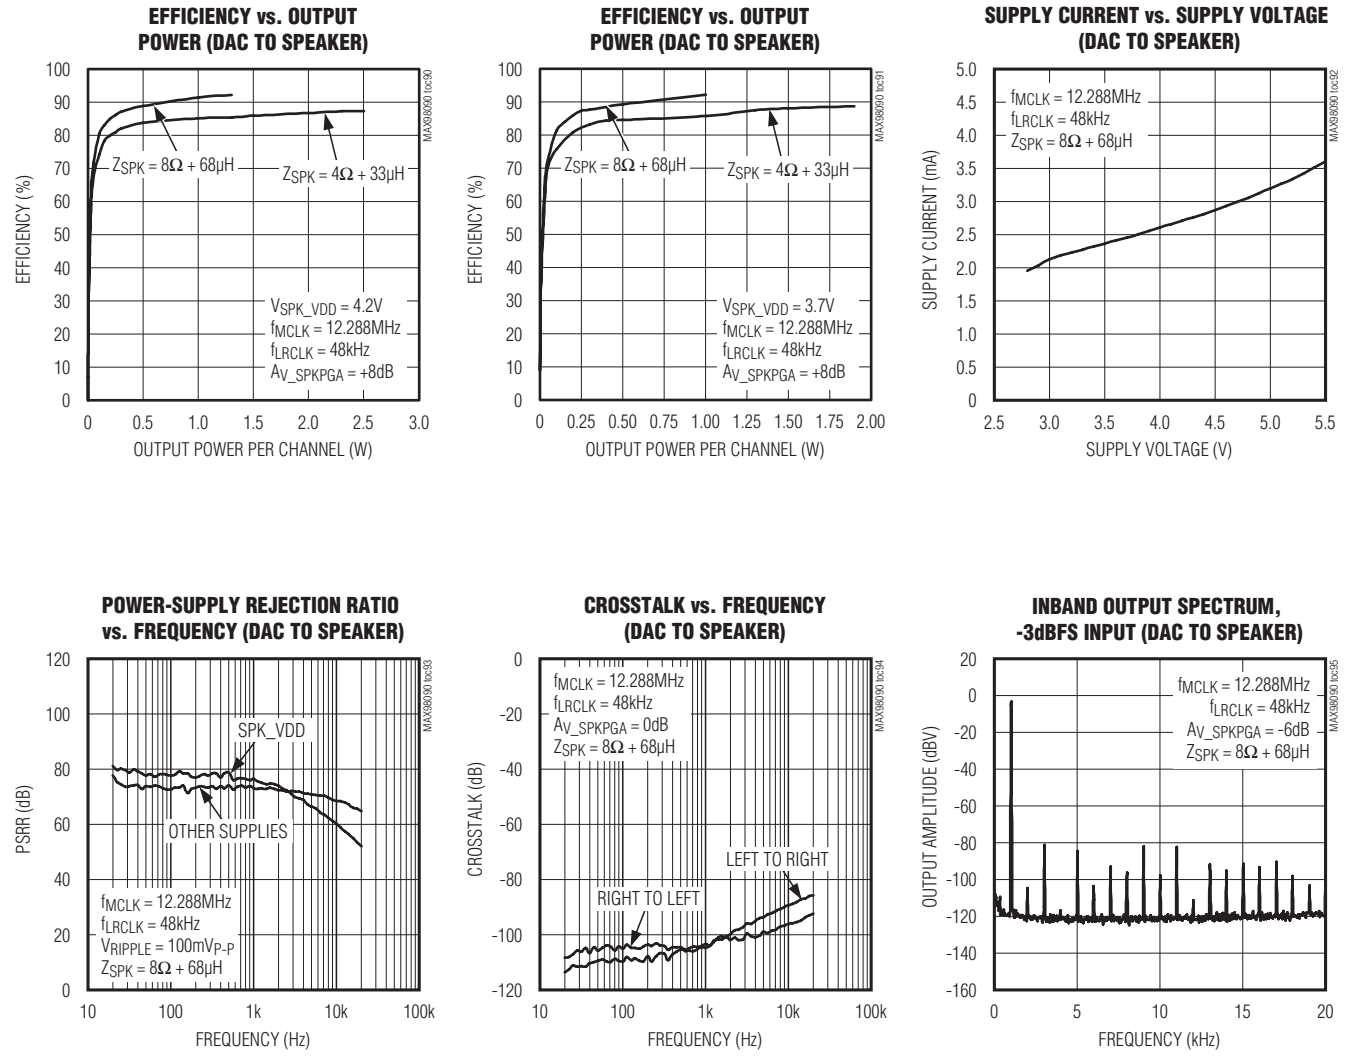 EFFICIENCY vs. OUTPUT
POWER (DAC TO SPEAKER)
100
90
80
70
60
50
40
30
20
10
0
EFFICIENCY (%)
ZSPK = 8Ω + 68µH
ZSPK = 4Ω + 33µH
VSPK_VDD = 4.2V
fMCLK = 12.288MHz
fLRCLK = 48kHz
AV_SPKPGA = +8dB
0 0.5 1.0 1.5 2.0 2.5 3.0
OUTPUT POWER PER CHANNEL (W)
MAX98090 toc90
EFFICIENCY vs. OUTPUT
POWER (DAC TO SPEAKER)
100
90
80
70
60
50
40
30
20
10
0
EFFICIENCY (%)
ZSPK = 8Ω + 68µH
ZSPK = 4Ω + 33µH
VSPK_VDD = 3.7V
fMCLK = 12.288MHz
fLRCLK = 48kHz
AV_SPKPGA = +8dB
0 0.25 0.50 0.75 1.00 1.25 1.50 1.75 2.00
OUTPUT POWER PER CHANNEL (W)
MAX98090 toc91
SUPPLY CURRENT vs. SUPPLY VOLTAGE
(DAC TO SPEAKER)
5.0
4.5
4.0
3.5
3.0
2.5
2.0
1.5
1.0
0.5
0
SUPPLY CURRENT (mA)
fMCLK = 12.288MHz
fLRCLK = 48kHz
ZSPK = 8Ω + 68µH
2.5 3.0 3.5 4.0 4.5 5.0 5.5
SUPPLY VOLTAGE (V)
MAX98090 toc92
POWER-SUPPLY REJECTION RATIO
vs. FREQUENCY (DAC TO SPEAKER)
120
100
80
60
40
20
0
PSRR (dB)
SPK_VDD
OTHER SUPPLIES
fMCLK = 12.288MHz
fLRCLK = 48kHz
VRIPPLE = 100mVP-P
ZSPK = 8Ω + 68µH
10 100 1k 10k 100k
FREQUENCY (Hz)
MAX98090 toc93
CROSSTALK vs. FREQUENCY
(DAC TO SPEAKER)
0
-20
-40
-60
-80
-100
-120
CROSSTALK (dB)
fMCLK = 12.288MHz
fLRCLK = 48kHz
AV_SPKPGA = 0dB
ZSPK = 8Ω + 68µH
LEFT TO RIGHT
RIGHT TO LEFT
10 100 1k 10k 100k
FREQUENCY (Hz)
MAX98090 toc94
INBAND OUTPUT SPECTRUM,
-3dBFS INPUT (DAC TO SPEAKER)
20
0
-20
-40
-60
-80
-100
-120
-140
-160
OUTPUT AMPLITUDE (dBV)
fMCLK = 12.288MHz
fLRCLK = 48kHz
AV_SPKPGA = -6dB
ZSPK = 8Ω + 68µH
0 5 10 15 20
FREQUENCY (kHz)
MAX98090 toc95